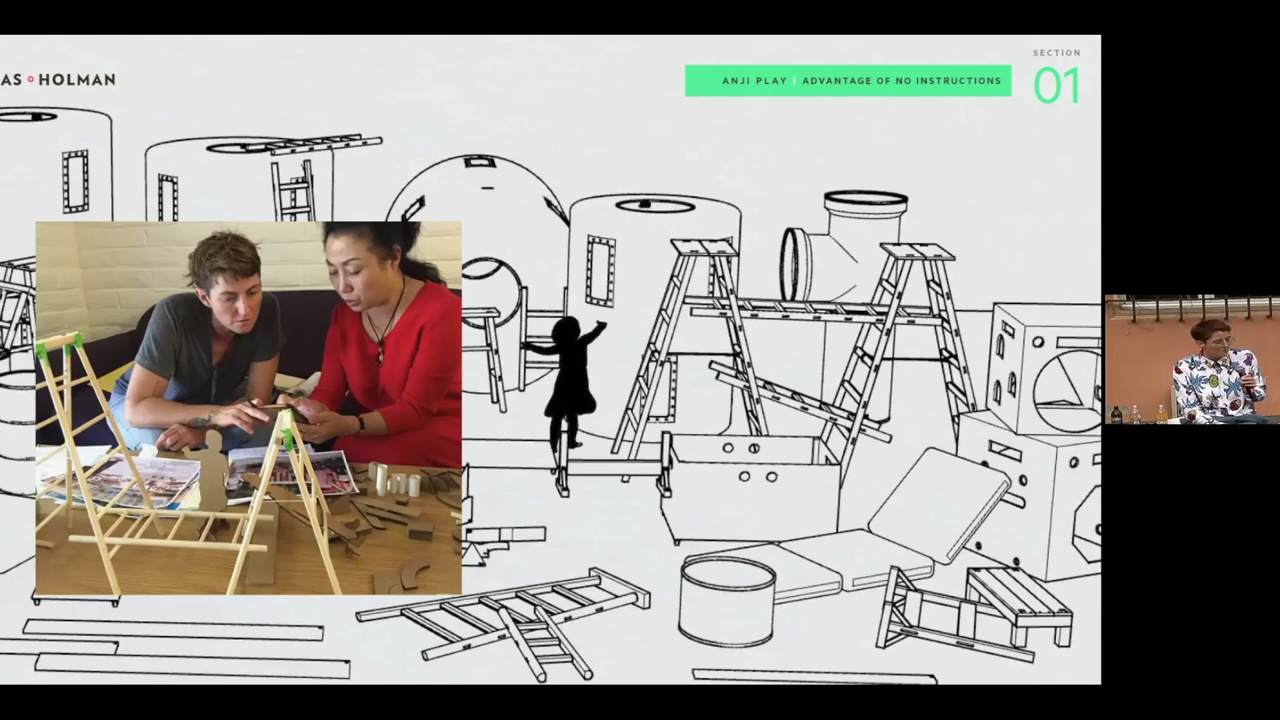 AS HOLMAN
ANJI PLAY | ADVANTAGE OF NO INSTRUCTIONS
SECTION
01